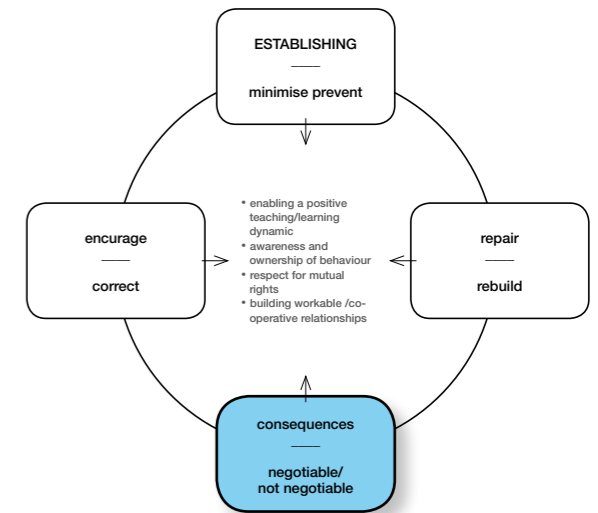 ESTABLISHING
minimise prevent
• enabling a positive
teaching/learning
dynamic
• awareness and
ownership of behaviour
• respect for mutual
rights
• building workable /co-
operative relationships
encurage
correct
repair
rebuild
consequences
negotiable/
not negotiable